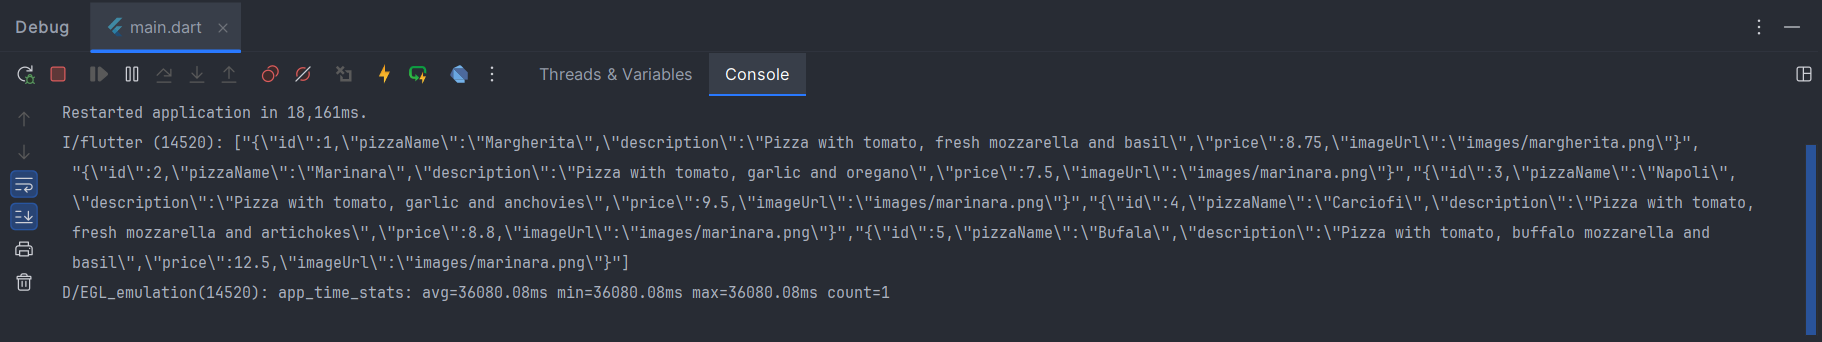 Debug main.dart
Threads & Variables Console
Restarted application in 18,161ms.
I/flutter (14520): ["{\"id\":1,\"pizzaName\":\"Margherita\",\"description\":\"Pizza with tomato, fresh mozzarella and basil\",\"price\":8.75,\"imageUrl\":\"images/margherita.png\"}",
"{\"id\":2,\"pizzaName\":\"Marinara\",\"description\":\"Pizza with tomato, garlic and oregano\",\"price\":7.5,\"imageUrl\":\"images/marinara.png\"}","{\"id\":3,\"pizzaName\":\"Napoli\",
\"description\":\"Pizza with tomato, garlic and anchovies\",\"price\":9.5,\"imageUrl\":\"images/marinara.png\"}","{\"id\":4,\"pizzaName\":\"Carciofi\",\"description\":\"Pizza with tomato,
fresh mozzarella and artichokes\",\"price\":8.8,\"imageUrl\":\"images/marinara.png\"}","{\"id\":5,\"pizzaName\":\"Bufala\",\"description\":\"Pizza with tomato, buffalo mozzarella and
basil\",\"price\":12.5,\"imageUrl\":\"images/marinara.png\"}"]
D/EGL_emulation(14520): app_time_stats: avg=36080.08ms min=36080.08ms max=36080.08ms count=1